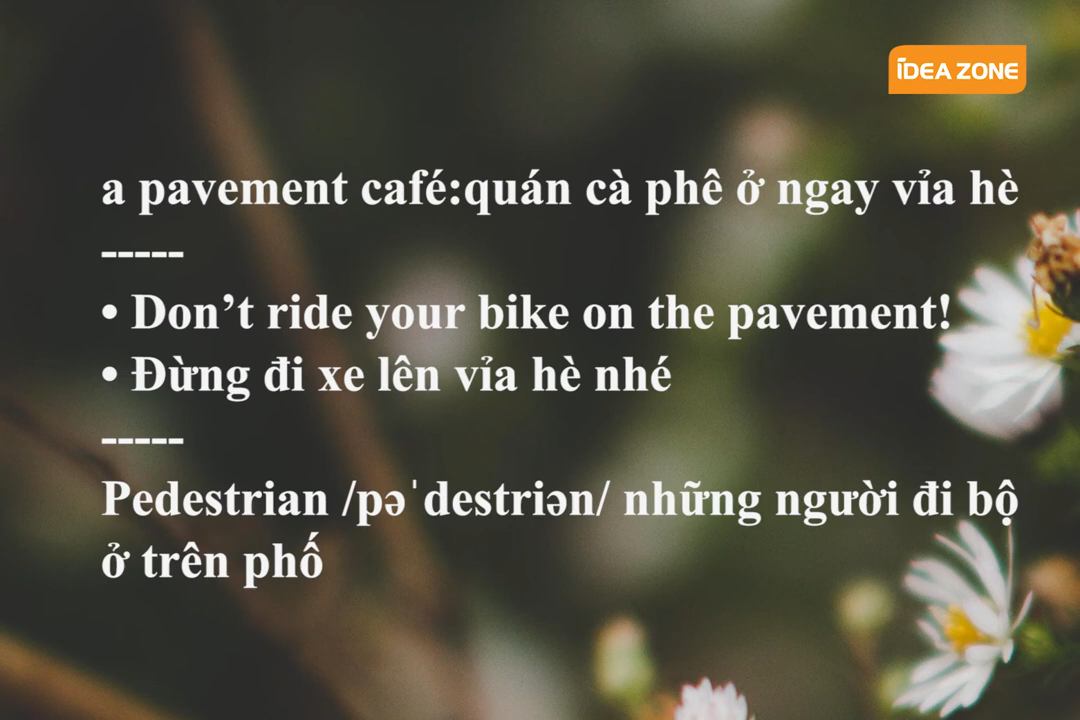 iDEA ZONE
a pavement café:quán cà phê ở ngay vỉa hè
-----
• Don’t ride your bike on the pavement!
• Đừng đi xe lên vỉa hè nhé
-----
Pedestrian /pəˈdestriən/ những người đi bộ
ở trên phố